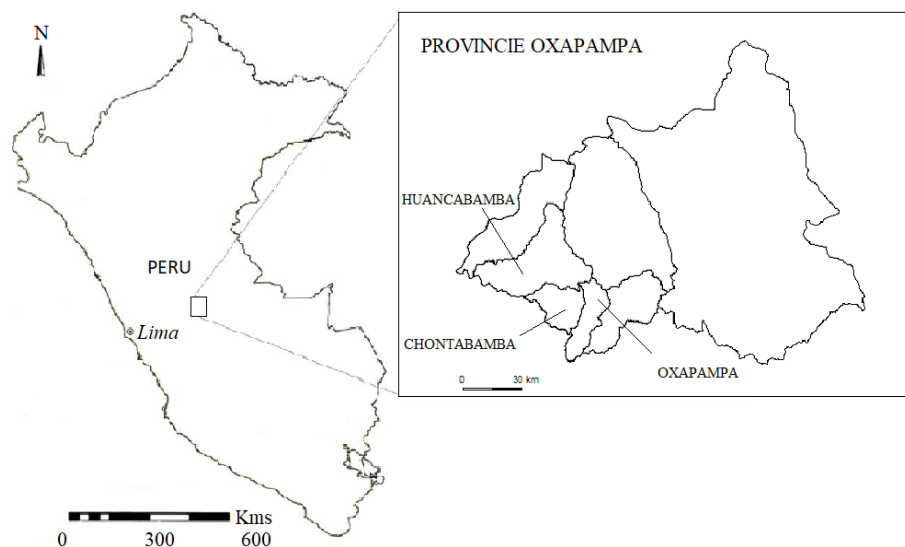 N
PERU
Lima
Kms
0 300 600
PROVINCIE OXAPAMPA
HUANCABAMBA
CHONTABAMBA
OXAPAMPA
0 30 km